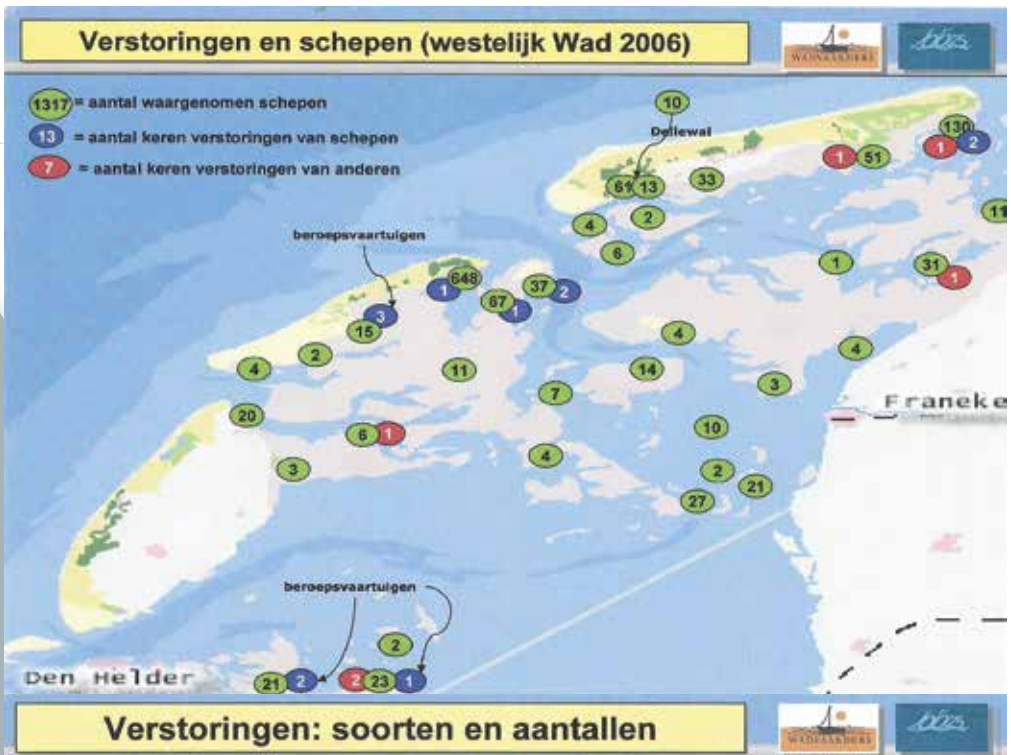 Verstoringen en schepen (westelijk Wad 2006)
WADVAARDERS
1317 = aantal waargenomen schepen
13 = aantal keren verstoringen van schepen
7 = aantal keren verstoringen van anderen
10
Dellewal
130
1 2
1 51
61 13 33
4 2
11
beroepsvaartuigen
6
1 31
1
648
1
67 1
37 2
3
15
4
2
4
4
11
14
3
7
Franeke
20
6 1
10
4
3
2
21
27
beroepsvaartuigen
2
Den Helder
21 2
2 23 1
Verstoringen: soorten en aantallen
WADVAARDERS